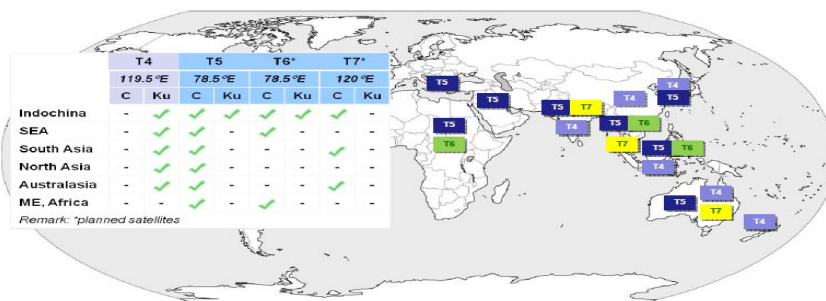 T4 T5 T6* T7*
119.5°E 78.5°E 78.5°E 120°E
C Ku C Ku C Ku C Ku
Indochina - ✓ ✓ ✓ ✓ ✓ ✓ -
SEA - ✓ ✓ - ✓ - - -
South Asia - ✓ ✓ - - - ✓ -
North Asia - ✓ ✓ - - - - -
Australasia - ✓ ✓ - - - ✓ -
ME, Africa - - ✓ - ✓ - - -
Remark: *planned satellites
T5
T5
T4
T4
T5
T5 T7
T4
T5
T6
T5 T6
T7
T5 T6
T4
T4
T5
T7
T4